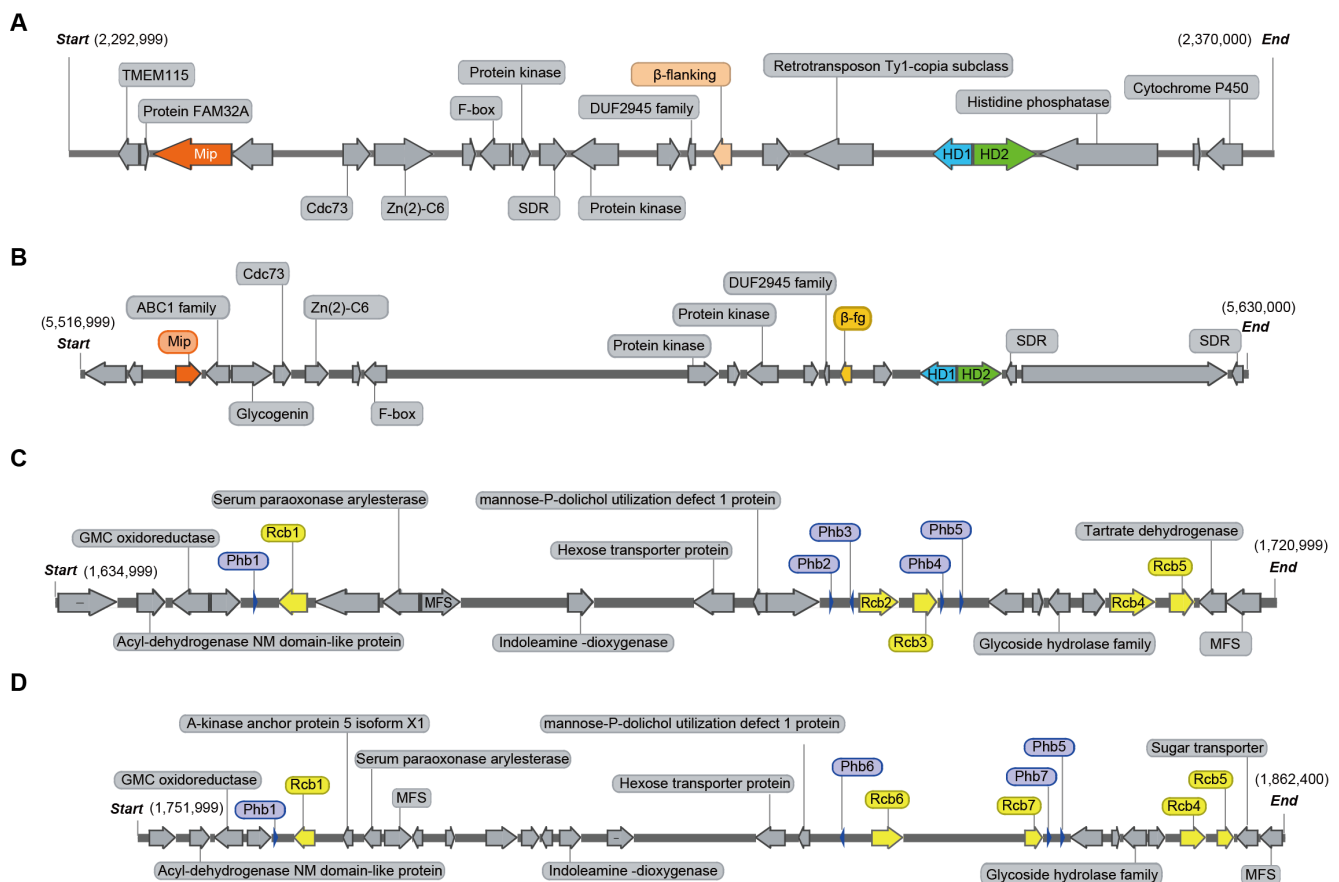 A
Start (2,292,999)
(2,370,000) End
TMEM115
Protein kinase
β-flanking
Retrotransposon Ty1-copia subclass
Protein FAM32A
F-box
DUF2945 family
Histidine phosphatase
Cytochrome P450
Mip
HD1
HD2
Cdc73
Zn(2)-C6
SDR
Protein kinase
B
Cdc73
DUF2945 family
(5,516,999)
Start
ABC1 family
Zn(2)-C6
Protein kinase
β-fg
(5,630,000)
End
Mip
Protein kinase
SDR
SDR
HD1
HD2
Glycogenin
F-box
C
Serum paraoxonase arylesterase
mannose-P-dolichol utilization defect 1 protein
GMC oxidoreductase
Rcb1
Phb3
Phb5
Tartrate dehydrogenase
Start (1,634,999)
Phb1
Hexose transporter protein
Phb2
Phb4
Rcb5
(1,720,999)
End
–
MFS
Rcb2
Rcb4
Acyl-dehydrogenase NM domain-like protein
Indoleamine -dioxygenase
Rcb3
Glycoside hydrolase family
MFS
D
A-kinase anchor protein 5 isoform X1
mannose-P-dolichol utilization defect 1 protein
Phb5
Sugar transporter
GMC oxidoreductase
Serum paraoxonase arylesterase
Phb6
Phb7
Start (1,751,999)
Rcb1
Hexose transporter protein
Rcb5
(1,862,400)
End
Phb1
MFS
Rcb6
Rcb7
Rcb4
–
Acyl-dehydrogenase NM domain-like protein
Indoleamine -dioxygenase
Glycoside hydrolase family
MFS